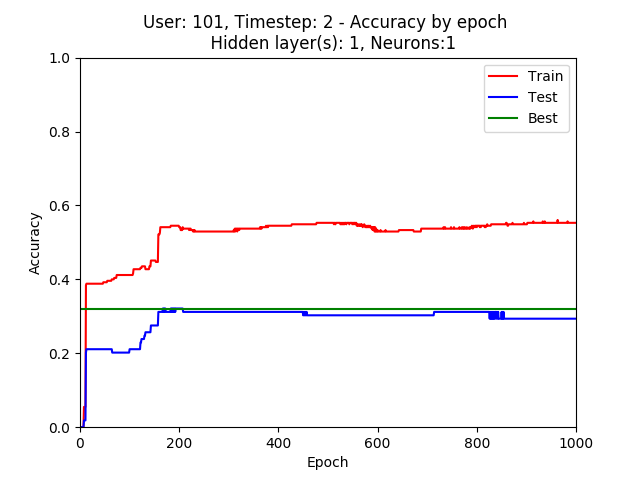 User: 101, Timestep: 2 - Accuracy by epoch
Hidden layer(s): 1, Neurons:1
1.0
0.8
0.6
0.4
0.2
0.0
Accuracy
Train
Test
Best
0 200 400 600 800 1000
Epoch